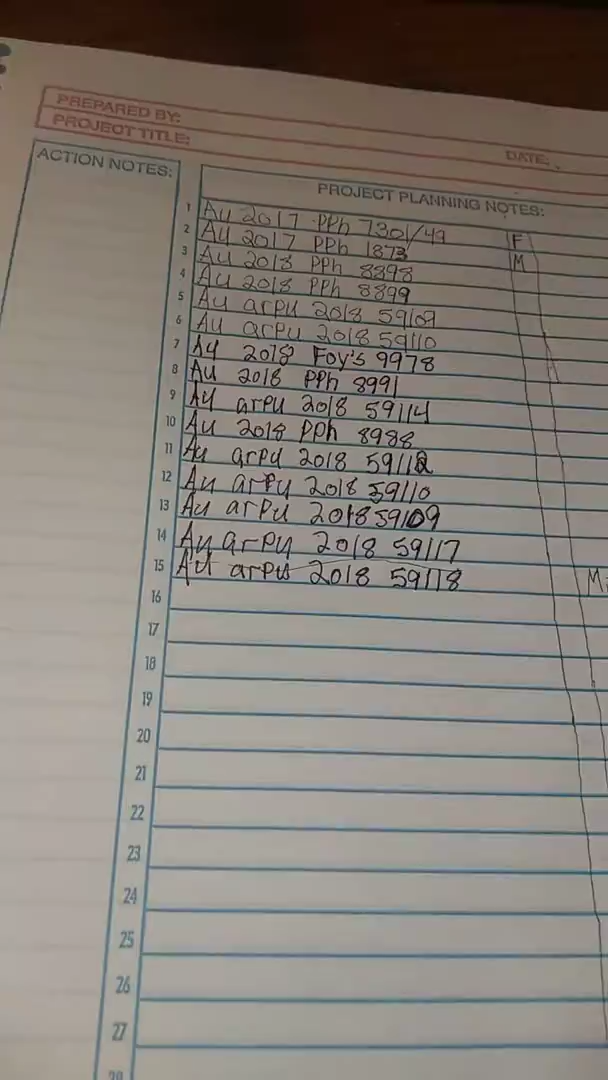 PREPARED BY:
PROJECT TITLE:
DATE:
ACTION NOTES:
PROJECT PLANNING NOTES:
1 AU 2017 PPh 7301/49 F
2 AU 2017 PPh 1873 M
3 AU 2018 PPh 8898
4 AU 2018 PPh 8899
5 AU arpu 2018 59109
6 AU arpu 2018 59110
7 AU 2018 Foy's 9978
8 AU 2018 PPh 8991
9 AU arpu 2018 59114
10 AU 2018 PPh 8988
11 AU arpu 2018 59112
12 AU arpu 2018 59110
13 AU arpu 2018 59109
14 AU arpu 2018 59117
15 AU arpu 2018 59118
16
17
18
19
20
21
22
23
24
25
26
27
28